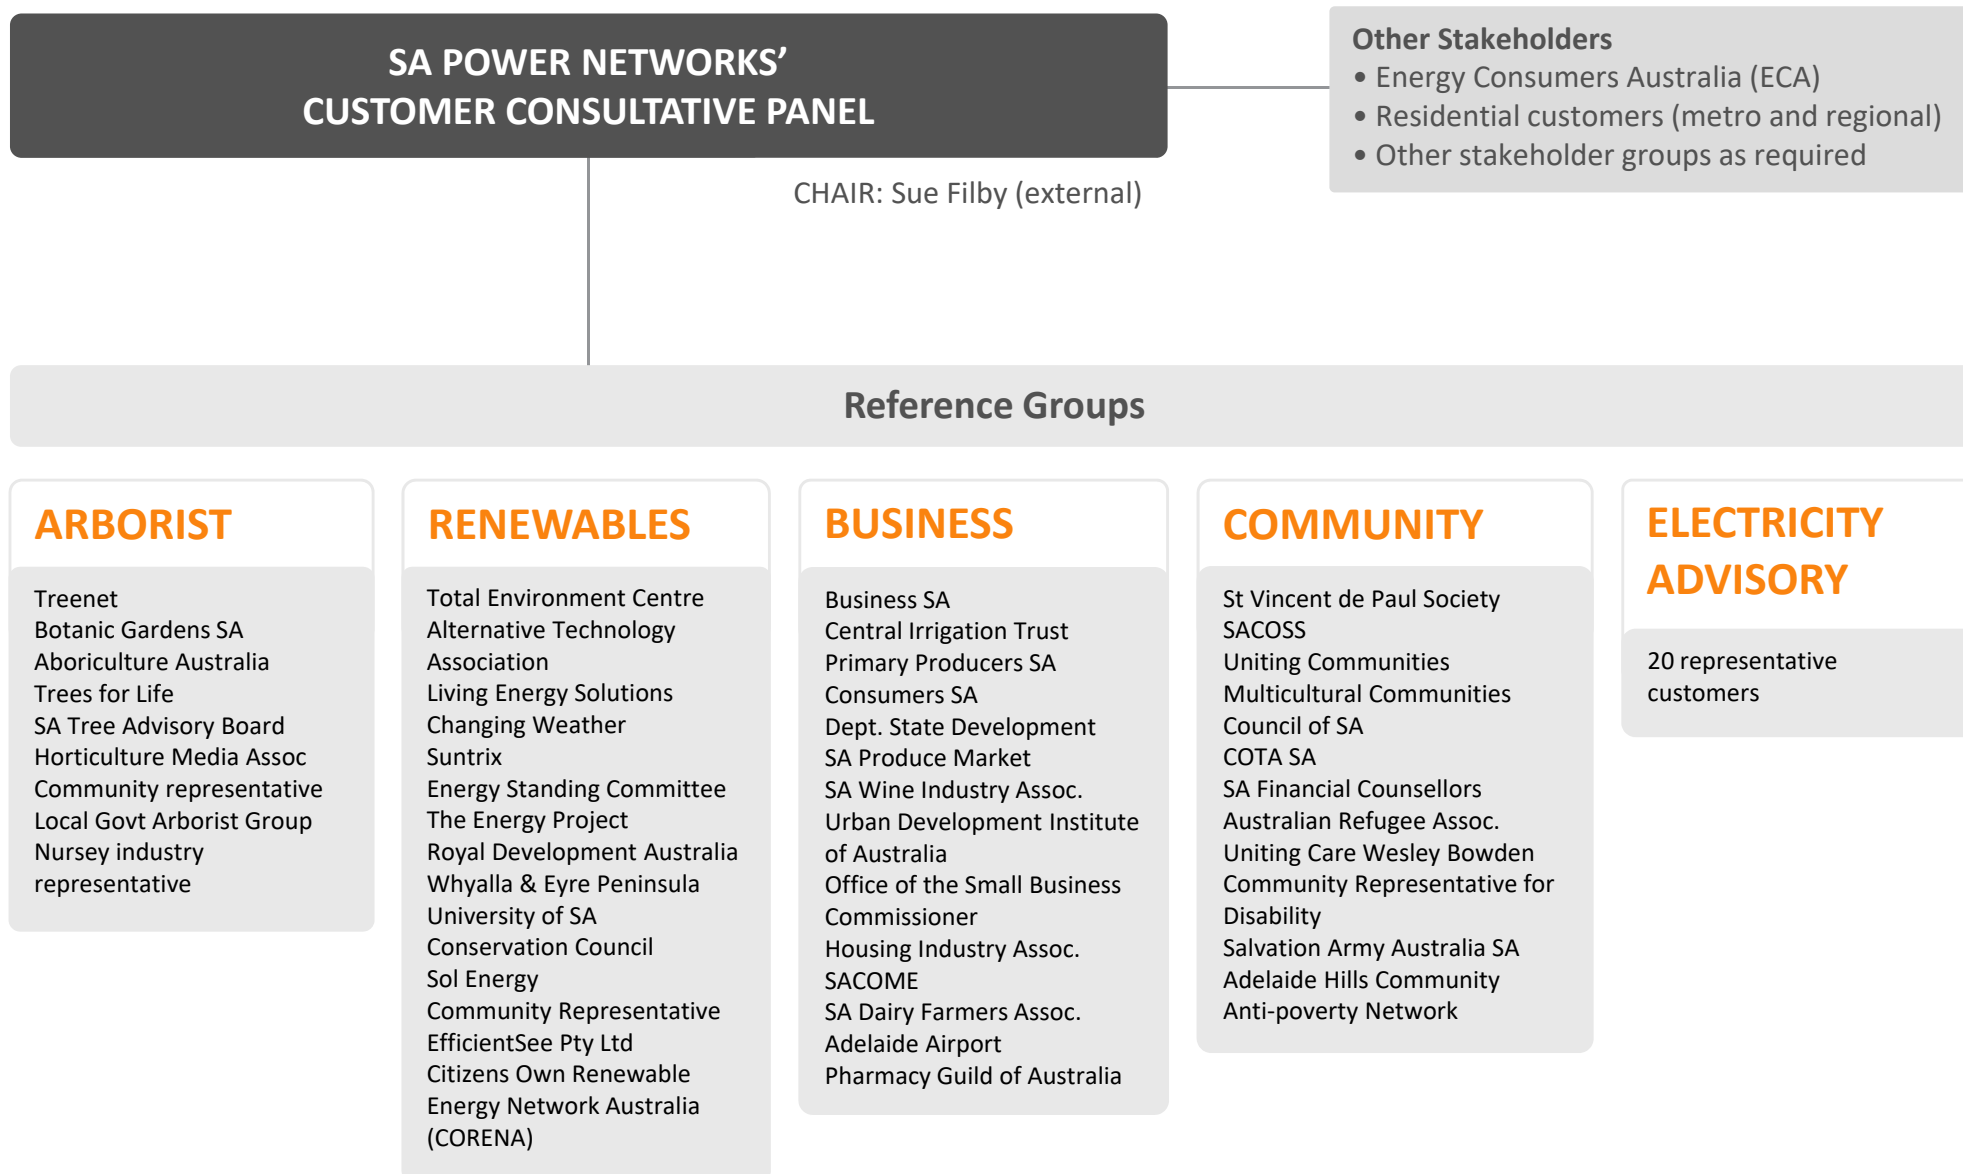 SA POWER NETWORKS’
CUSTOMER CONSULTATIVE PANEL
Other Stakeholders
• Energy Consumers Australia (ECA)
• Residential customers (metro and regional)
• Other stakeholder groups as required
CHAIR: Sue Filby (external)
Reference Groups
ARBORIST
Treenet
Botanic Gardens SA
Aboriculture Australia
Trees for Life
SA Tree Advisory Board
Horticulture Media Assoc
Community representative
Local Govt Arborist Group
Nursey industry
representative
RENEWABLES
Total Environment Centre
Alternative Technology
Association
Living Energy Solutions
Changing Weather
Suntrix
Energy Standing Committee
The Energy Project
Royal Development Australia
Whyalla & Eyre Peninsula
University of SA
Conservation Council
Sol Energy
Community Representative
EfficientSee Pty Ltd
Citizens Own Renewable
Energy Network Australia
(CORENA)
BUSINESS
Business SA
Central Irrigation Trust
Primary Producers SA
Consumers SA
Dept. State Development
SA Produce Market
SA Wine Industry Assoc.
Urban Development Institute
of Australia
Office of the Small Business
Commissioner
Housing Industry Assoc.
SACOME
SA Dairy Farmers Assoc.
Adelaide Airport
Pharmacy Guild of Australia
COMMUNITY
St Vincent de Paul Society
SACOSS
Uniting Communities
Multicultural Communities
Council of SA
COTA SA
SA Financial Counsellors
Australian Refugee Assoc.
Uniting Care Wesley Bowden
Community Representative for
Disability
Salvation Army Australia SA
Adelaide Hills Community
Anti-poverty Network
ELECTRICITY
ADVISORY
20 representative
customers